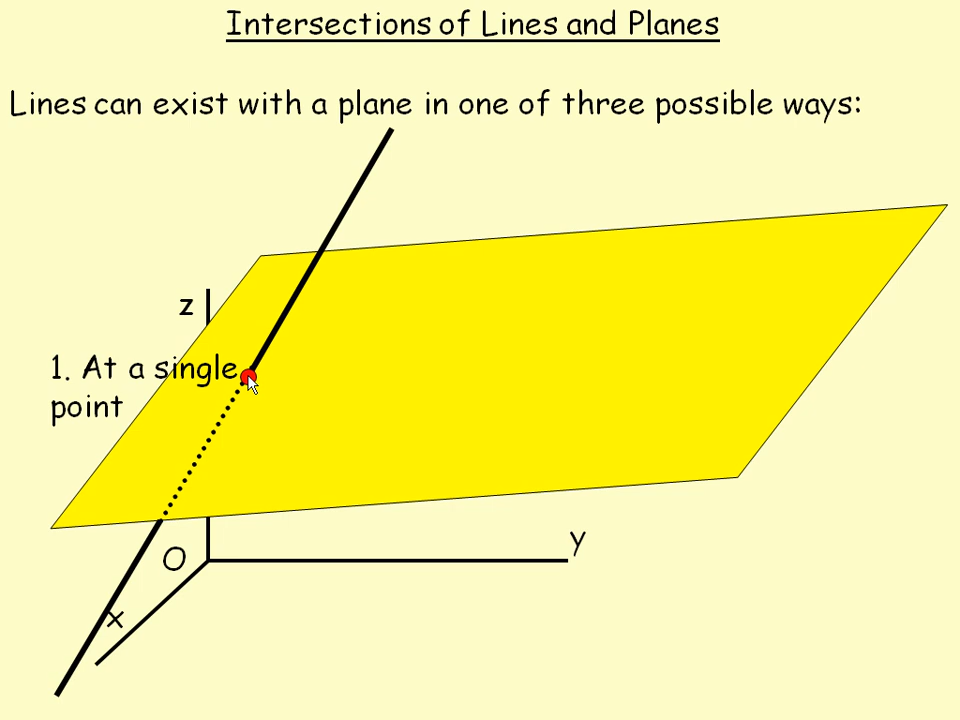 Intersections of Lines and Planes
Lines can exist with a plane in one of three possible ways:
z
1. At a single
point
y
O
x